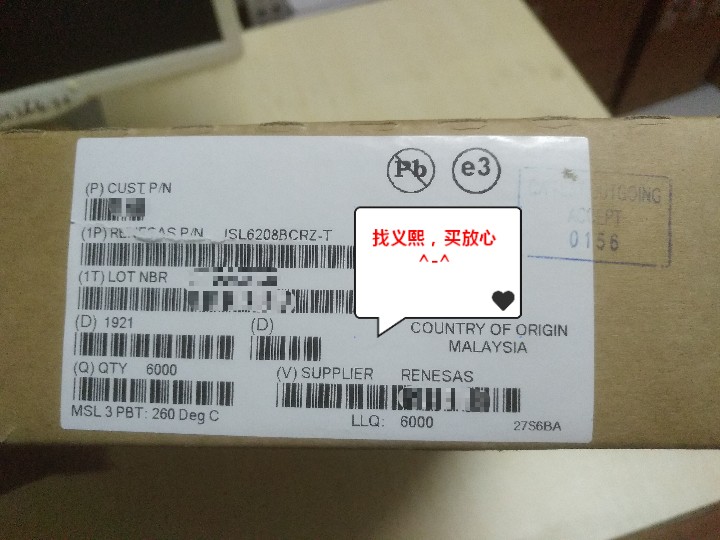 Pb
e3
(P) CUST P/N
OUTGOING
ACCEPT
0156
(1P) RENESAS P/N ISL6208BCRZ-T
找义熙，买放心
^-^
(1T) LOT NBR
(D) 1921
(D)
COUNTRY OF ORIGIN
MALAYSIA
(Q) QTY 6000
(V) SUPPLIER RENESAS
MSL 3 PBT: 260 Deg C
LLQ: 6000
27S6BA